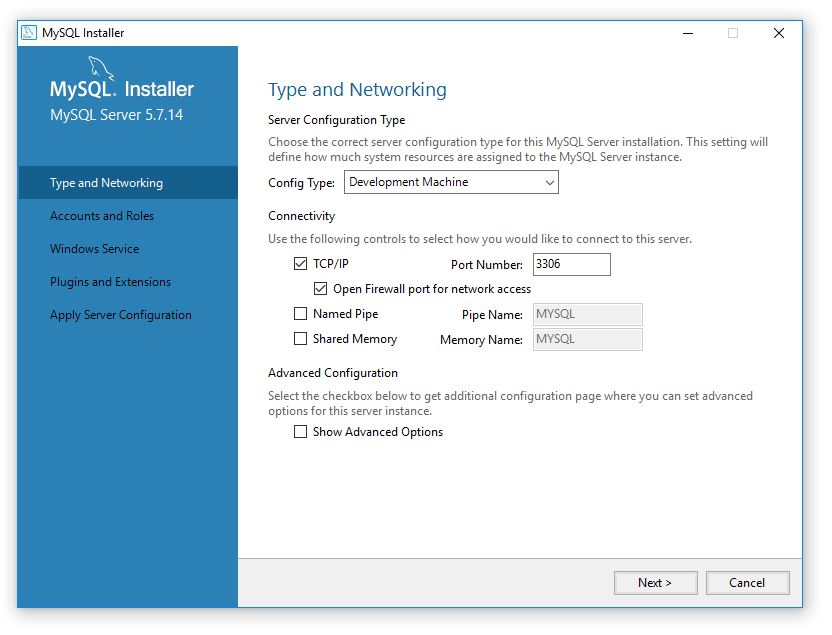 MySQL Installer
MySQL. Installer
MySQL Server 5.7.14
Type and Networking
Accounts and Roles
Windows Service
Plugins and Extensions
Apply Server Configuration
Type and Networking
Server Configuration Type
Choose the correct server configuration type for this MySQL Server installation. This setting will
define how much system resources are assigned to the MySQL Server instance.
Config Type: Development Machine
Connectivity
Use the following controls to select how you would like to connect to this server.
TCP/IP Port Number: 3306
Open Firewall port for network access
Named Pipe Pipe Name: MYSQL
Shared Memory Memory Name: MYSQL
Advanced Configuration
Select the checkbox below to get additional configuration page where you can set advanced
options for this server instance.
Show Advanced Options
Next > Cancel